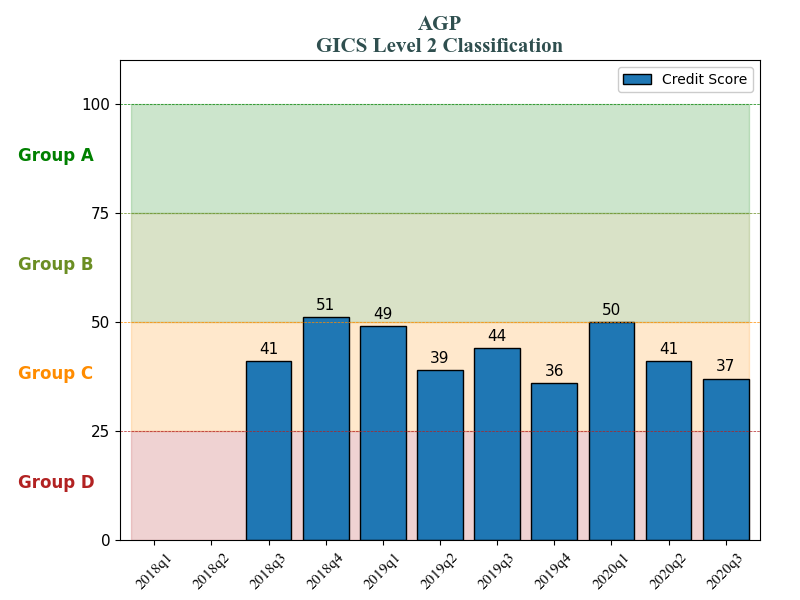 AGP
GICS Level 2 Classification
Credit Score
100
Group A
75
Group B
50
Group C
25
Group D
0
41
51
49
39
44
36
50
41
37
2018q1
2018q2
2018q3
2018q4
2019q1
2019q2
2019q3
2019q4
2020q1
2020q2
2020q3